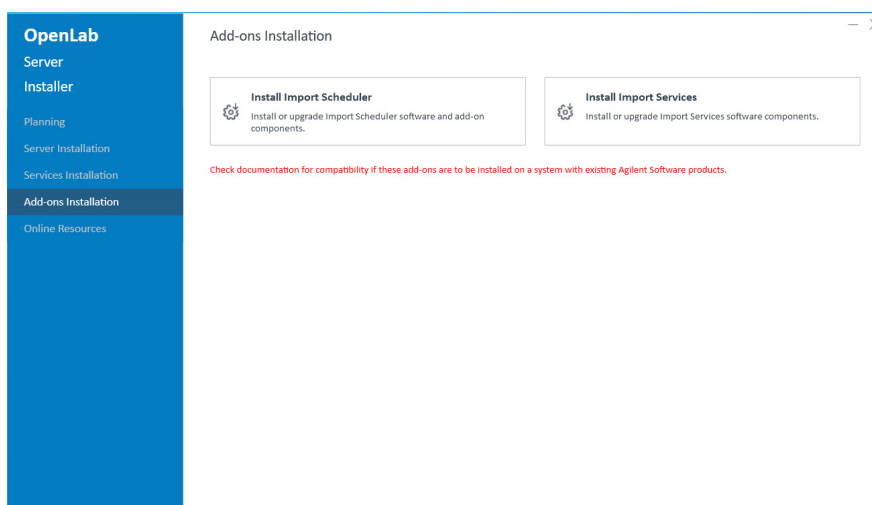 OpenLab
Server
Installer
Planning
Server Installation
Services Installation
Add-ons Installation
Online Resources
Add-ons Installation
Install Import Scheduler
Install or upgrade Import Scheduler software and add-on
components.
Install Import Services
Install or upgrade Import Services software components.
Check documentation for compatibility if these add-ons are to be installed on a system with existing Agilent Software products.